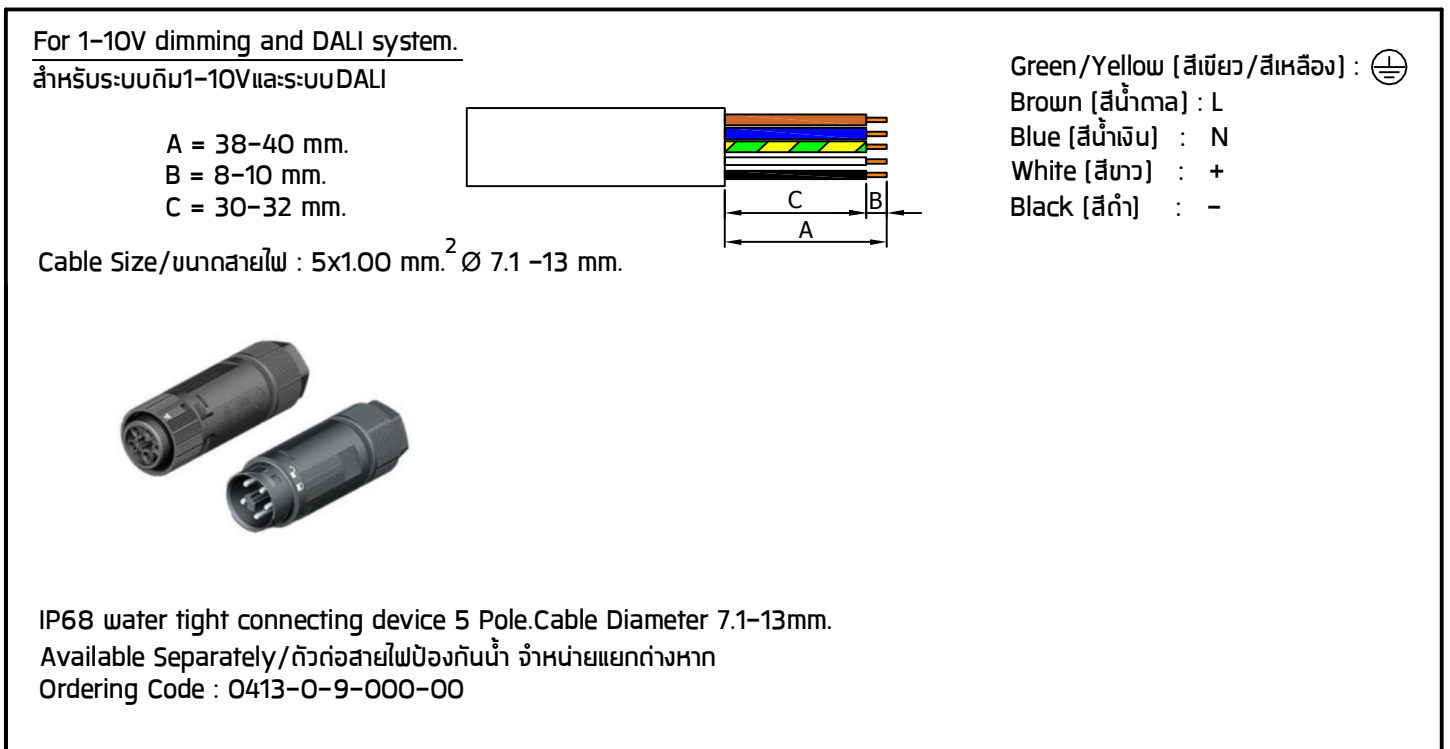 For 1-10V dimming and DALI system.
สำหรับระบบดิม1-10VและระบบDALI
A = 38-40 mm.
B = 8-10 mm.
C = 30-32 mm.
C
B
A
Green/Yellow (สีเขียว/สีเหลือง) :
Brown (สีน้ำตาล) : L
Blue (สีน้ำเงิน) : N
White (สีขาว) : +
Black (สีดำ) : -
Cable Size/ขนาดสายไฟ : 5x1.00 mm.² Ø 7.1 -13 mm.
IP68 water tight connecting device 5 Pole.Cable Diameter 7.1-13mm.
Available Separately/ตัวต่อสายไฟป้องกันน้ำ จำหน่ายแยกต่างหาก
Ordering Code : 0413-0-9-000-00